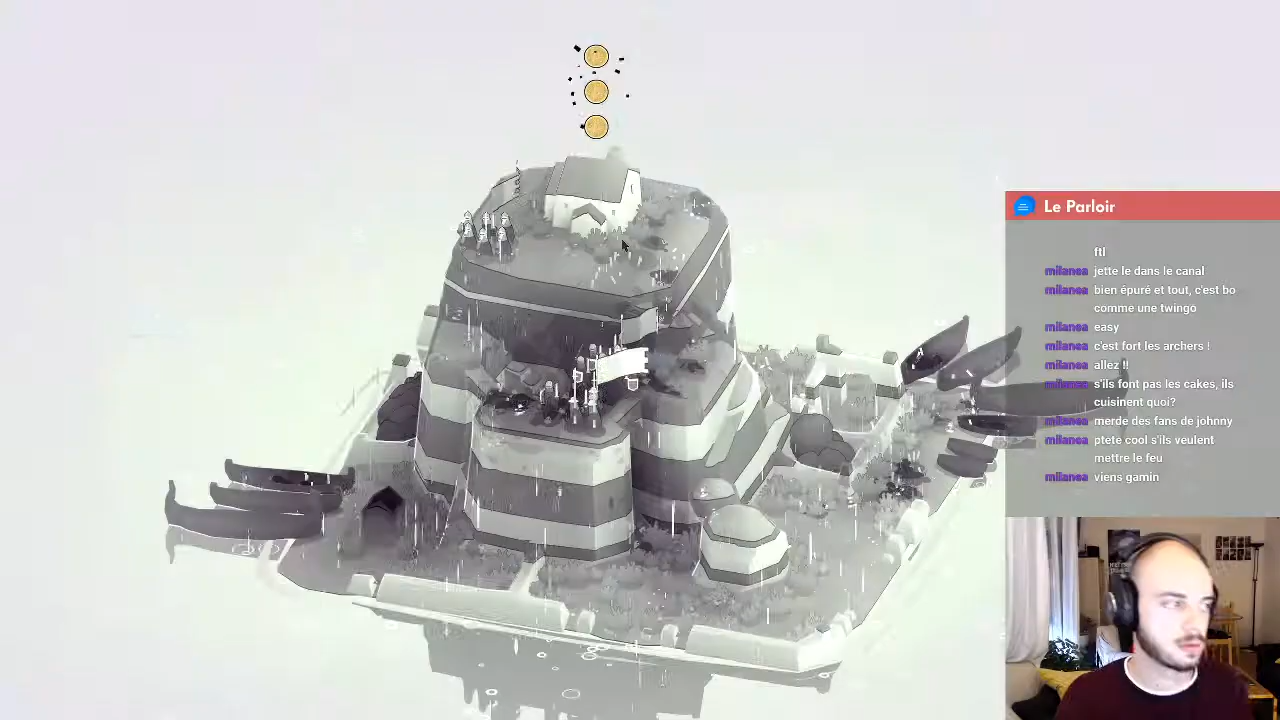 Le Parloir
ftl
milanea jette le dans le canal
milanea bien épuré et tout, c'est bo
comme une twingo
milanea easy
milanea c'est fort les archers !
milanea allez !!
milanea s'ils font pas les cakes, ils
cuisinent quoi?
milanea merde des fans de johnny
milanea ptete cool s'ils veulent
mettre le feu
milanea viens gamin